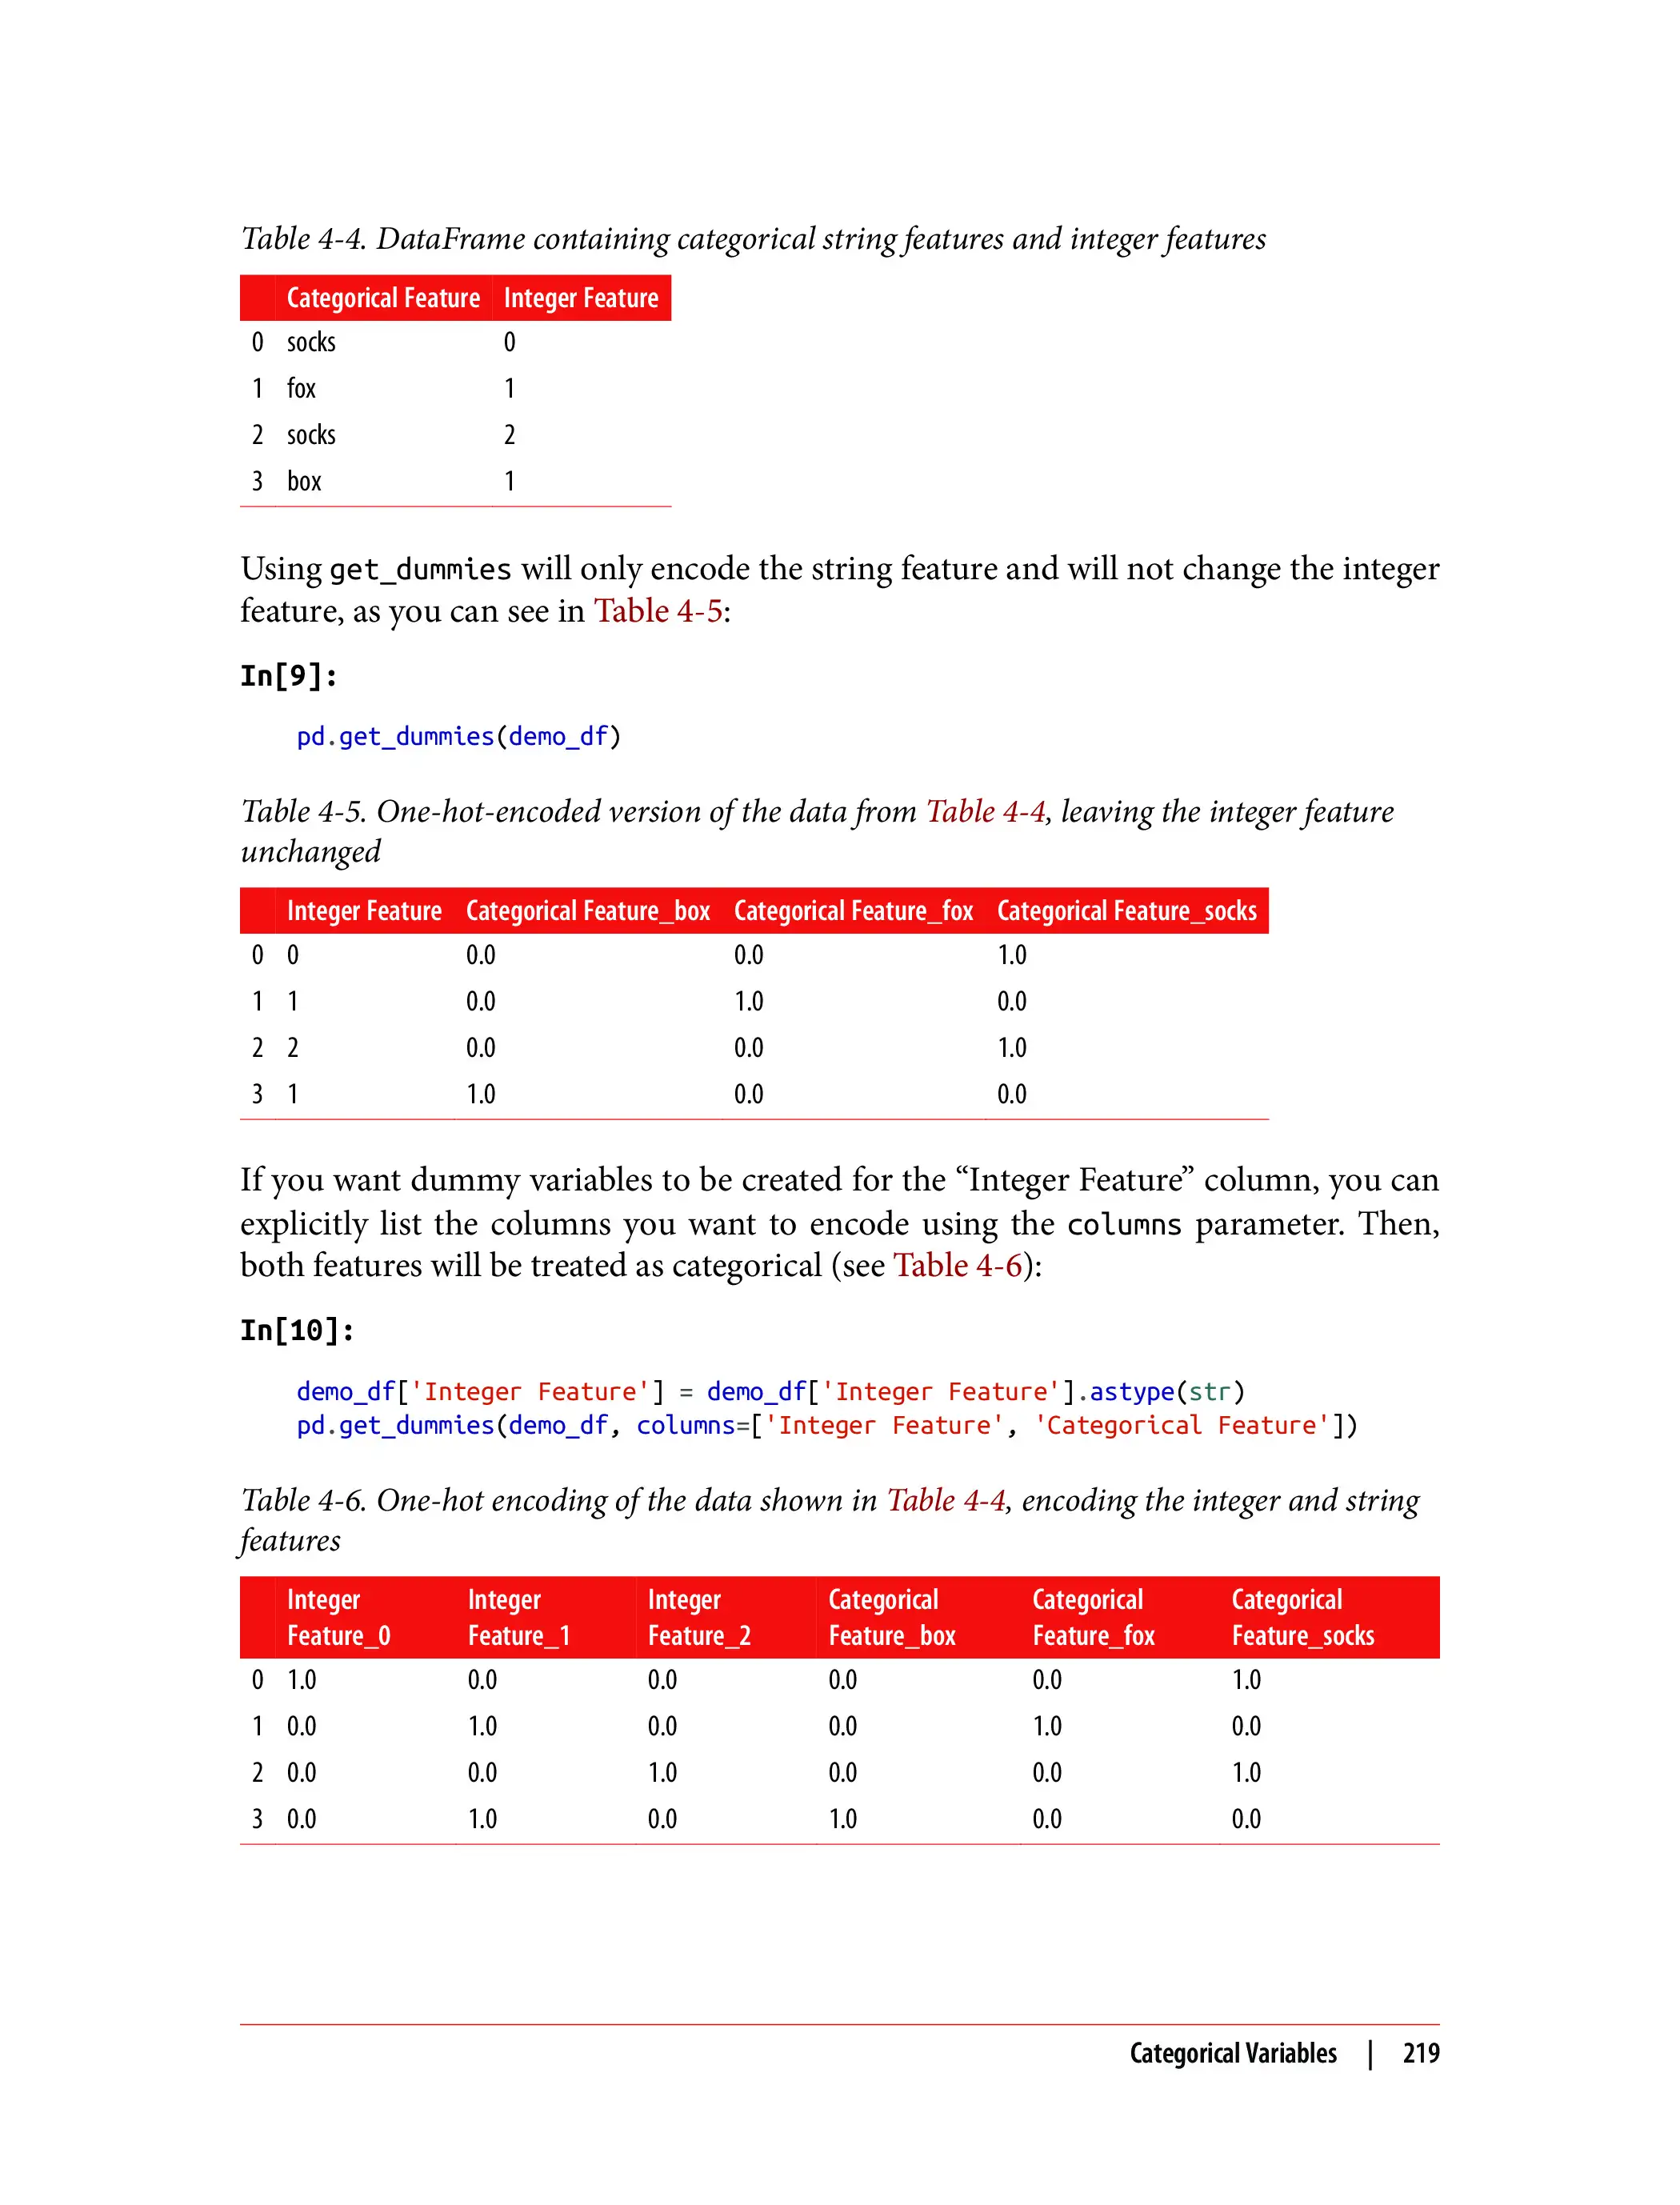 Table 4-4. DataFrame containing categorical string features and integer features
Categorical Feature Integer Feature
0 socks 0
1 fox 1
2 socks 2
3 box 1
Using get_dummies will only encode the string feature and will not change the integer
feature, as you can see in Table 4-5:
In[9]:
pd.get_dummies(demo_df)
Table 4-5. One-hot-encoded version of the data from Table 4-4, leaving the integer feature
unchanged
Integer Feature Categorical Feature_box Categorical Feature_fox Categorical Feature_socks
0 0 0.0 0.0 1.0
1 1 0.0 1.0 0.0
2 2 0.0 0.0 1.0
3 1 1.0 0.0 0.0
If you want dummy variables to be created for the “Integer Feature” column, you can
explicitly list the columns you want to encode using the columns parameter. Then,
both features will be treated as categorical (see Table 4-6):
In[10]:
demo_df['Integer Feature'] = demo_df['Integer Feature'].astype(str)
pd.get_dummies(demo_df, columns=['Integer Feature', 'Categorical Feature'])
Table 4-6. One-hot encoding of the data shown in Table 4-4, encoding the integer and string
features
Integer Integer Integer Categorical Categorical Categorical
Feature_0 Feature_1 Feature_2 Feature_box Feature_fox Feature_socks
0 1.0 0.0 0.0 0.0 0.0 1.0
1 0.0 1.0 0.0 0.0 1.0 0.0
2 0.0 0.0 1.0 0.0 0.0 1.0
3 0.0 1.0 0.0 1.0 0.0 0.0
Categorical Variables | 219